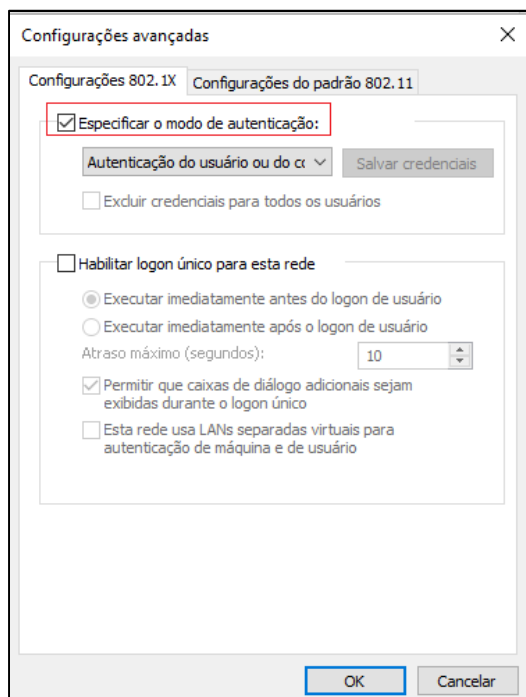 Configurações avançadas
Configurações 802.1X
Configurações do padrão 802.11
Especificar o modo de autenticação:
Autenticação do usuário ou do co
Salvar credenciais
Excluir credenciais para todos os usuários
Habilitar logon único para esta rede
Executar imediatamente antes do logon de usuário
Executar imediatamente após o logon de usuário
Atraso máximo (segundos):
10
Permitir que caixas de diálogo adicionais sejam
exibidas durante o logon único
Esta rede usa LANs separadas virtuais para
autenticação de máquina e de usuário
OK
Cancelar